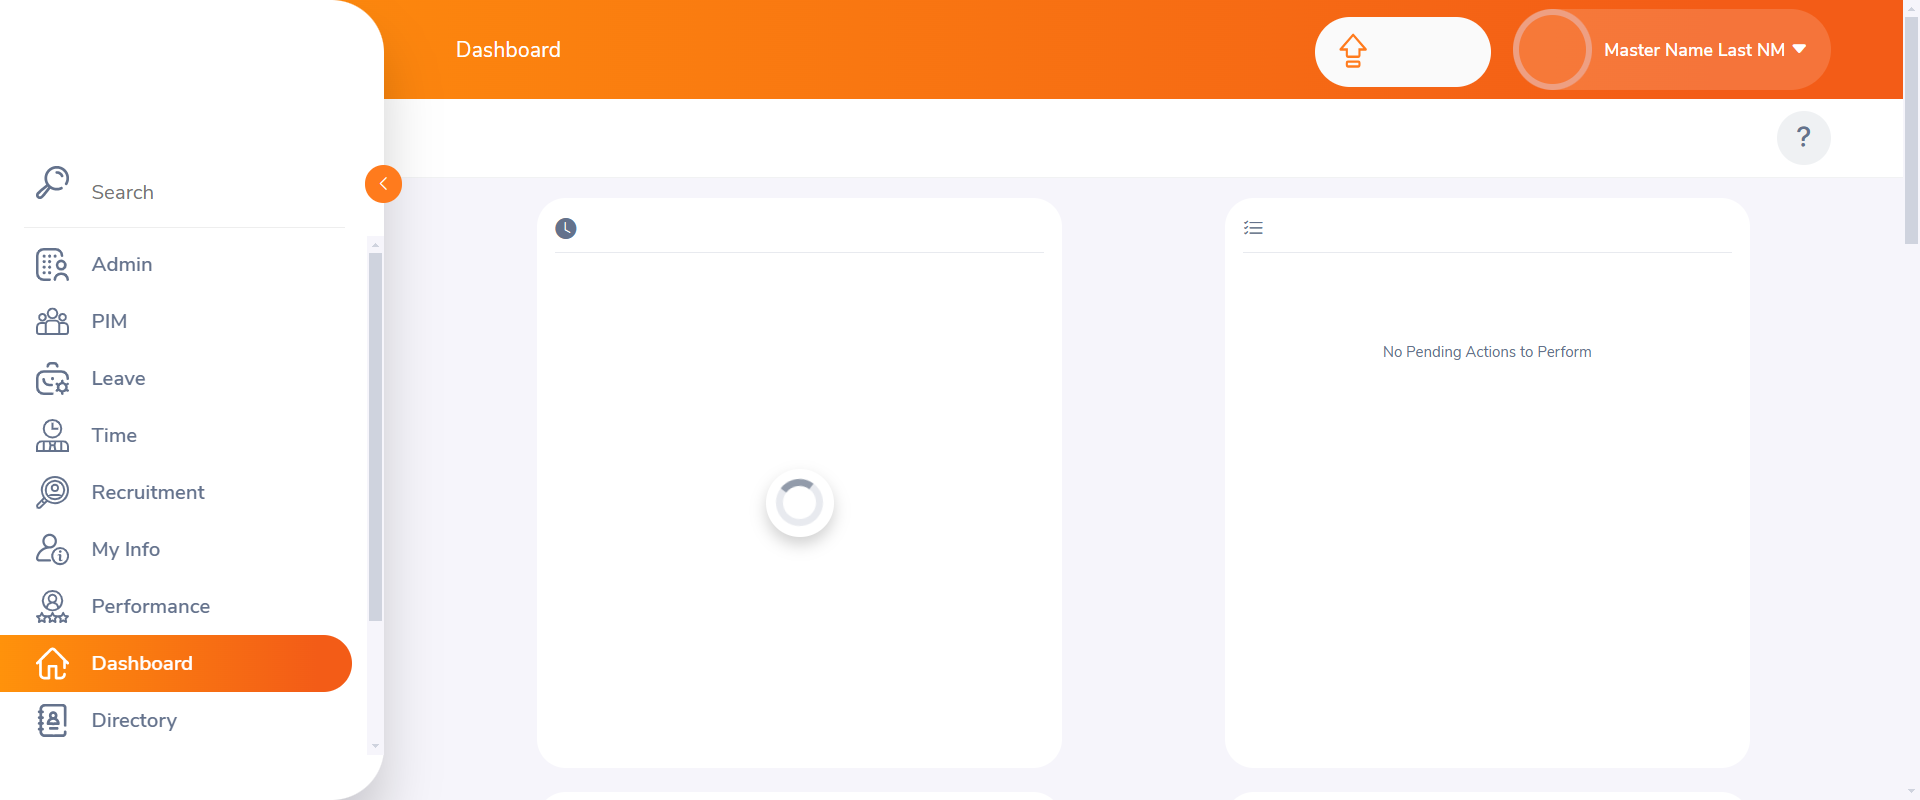 Dashboard
Master Name Last NM
?
Search
Admin
PIM
Leave
Time
Recruitment
My Info
Performance
Dashboard
Directory
No Pending Actions to Perform